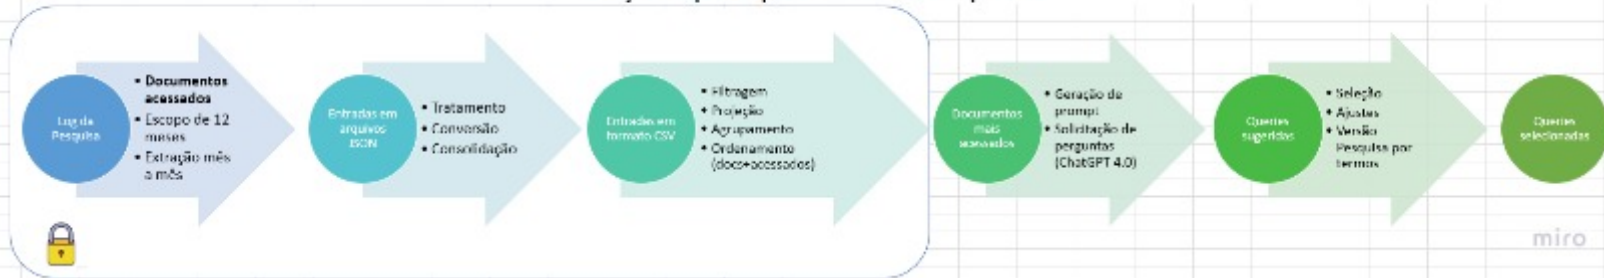 Log da
Pesquisa
• Documentos
acessados
• Escopo de 12
meses
• Extração mês
a mês
Entradas em
arquivos
JSON
• Tratamento
• Conversão
• Consolidação
Entradas em
formato CSV
• Filtragem
• Projeção
• Agrupamento
• Ordenamento
(docs+acessados)
Documentos
mais
acessados
• Geração de
prompt
• Solicitação de
perguntas
(ChatGPT 4.0)
Queries
sugeridas
• Seleção
• Ajustes
• Versão
Pesquisa por
termos
Queries
selecionadas
miro